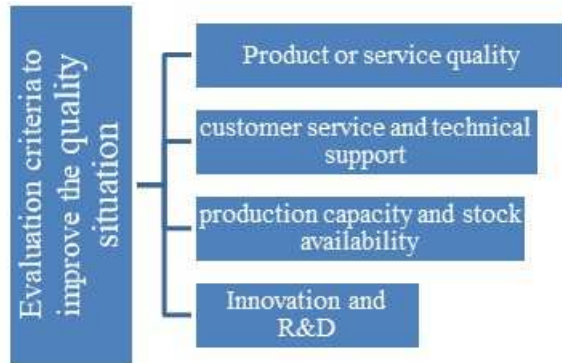 Evaluation criteria to
improve the quality
situation
Product or service quality
customer service and technical
support
production capacity and stock
availability
Innovation and
R&D